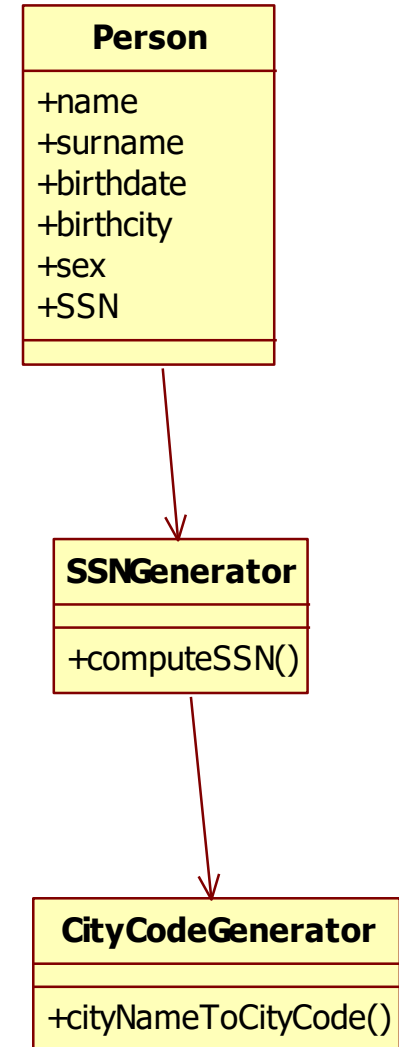 Person
+name
+surname
+birthdate
+birthcity
+sex
+SSN
SSNGenerator
+computeSSN()
CityCodeGenerator
+cityNameToCityCode()